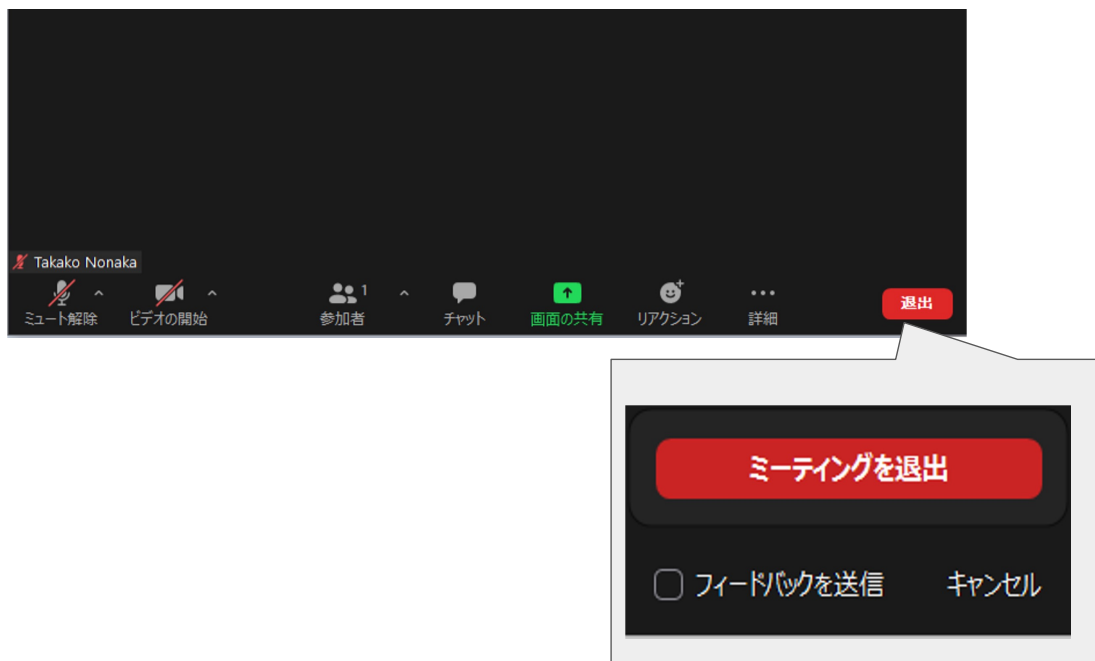 Takako Nonaka
ミュート解除
ビデオの開始
1
参加者
チャット
画面の共有
リアクション
詳細
退出
ミーティングを退出
フィードバックを送信
キャンセル